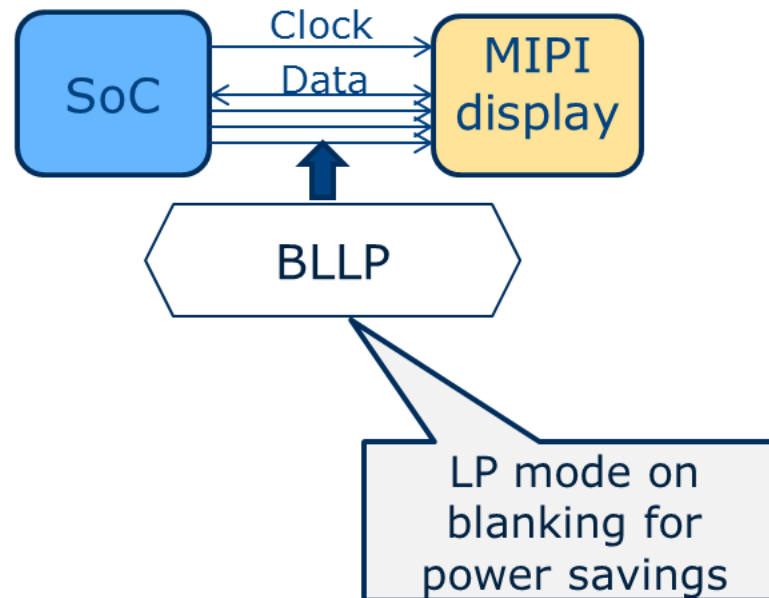 Clock
SoC
Data
MIPI
display
BLLP
LP mode on
blanking for
power savings